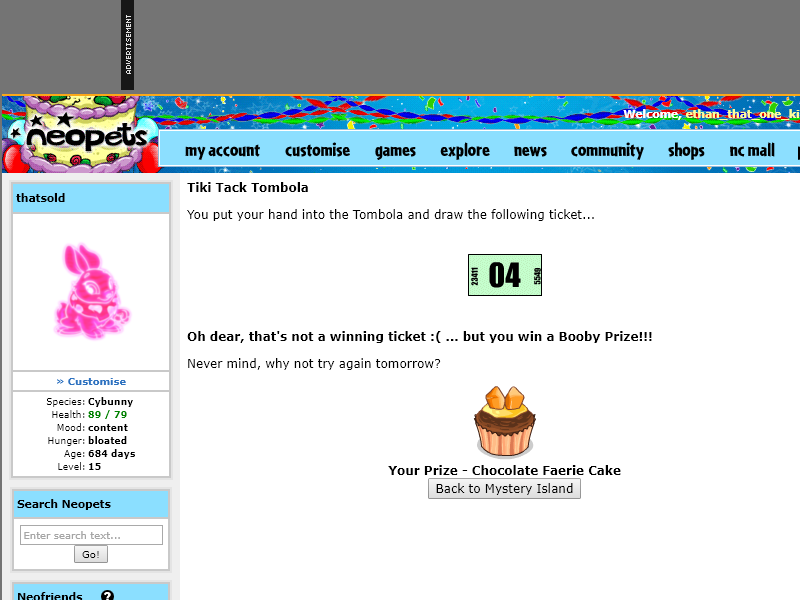 ADVERTISEMENT
neopets
Welcome, ethan_that_one_ki
my account customise games explore news community shops nc mall
thatsold
» Customise
Species: Cybunny
Health: 89 / 79
Mood: content
Hunger: bloated
Age: 684 days
Level: 15
Search Neopets
Enter search text...
Go!
Neofriends ?
Tiki Tack Tombola
You put your hand into the Tombola and draw the following ticket...
23411 04 5549
Oh dear, that's not a winning ticket :( ... but you win a Booby Prize!!!
Never mind, why not try again tomorrow?
Your Prize - Chocolate Faerie Cake
Back to Mystery Island